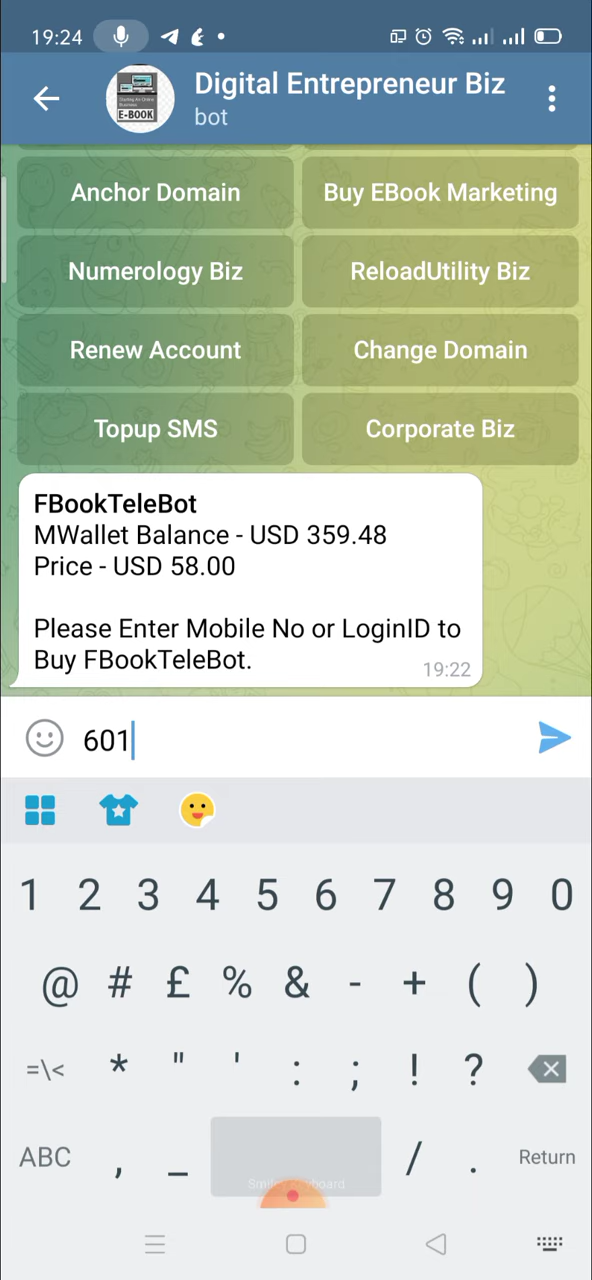 19:24
Digital Entrepreneur Biz
bot
E-BOOK
Anchor Domain
Buy EBook Marketing
Numerology Biz
ReloadUtility Biz
Renew Account
Change Domain
Topup SMS
Corporate Biz
FBookTeleBot
MWallet Balance - USD 359.48
Price - USD 58.00
Please Enter Mobile No or LoginID to
Buy FBookTeleBot.
19:22
601
1 2 3 4 5 6 7 8 9 0
@ # £ % & - + ( )
=\< * " ' : ; ! ?
ABC , _ / . Return